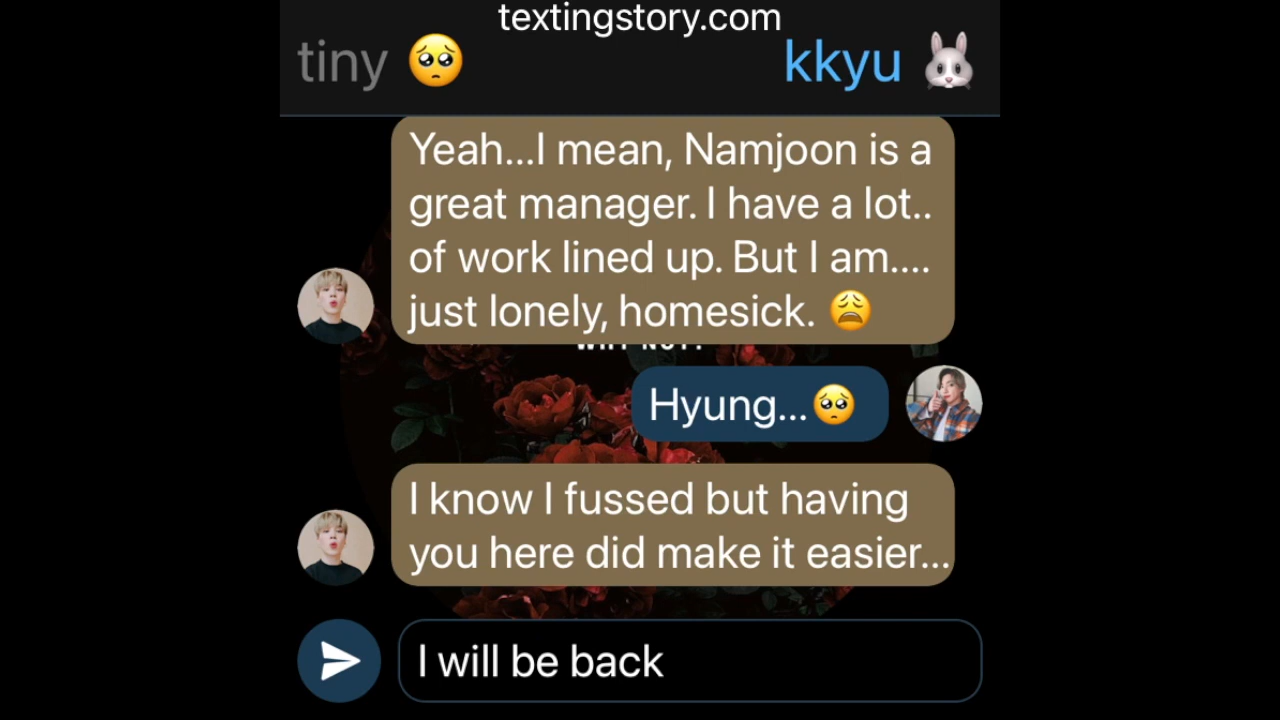 textingstory.com
tiny 🥺
kkyu 🐰
Yeah...I mean, Namjoon is a
great manager. I have a lot..
of work lined up. But I am....
just lonely, homesick. 😩
Hyung...🥺
I know I fussed but having
you here did make it easier...
I will be back